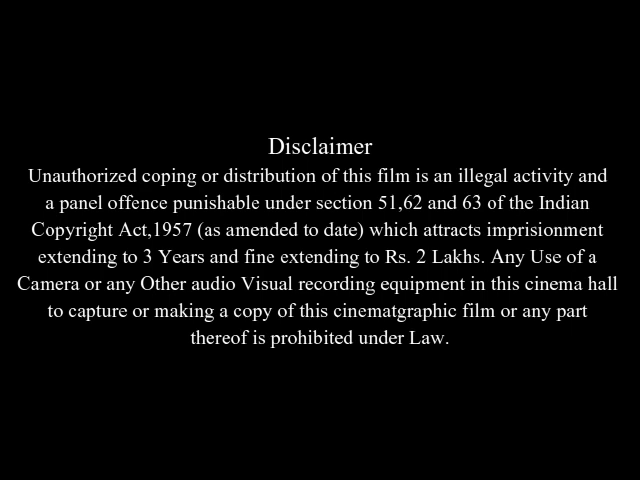 Disclaimer
Unauthorized coping or distribution of this film is an illegal activity and
a panel offence punishable under section 51,62 and 63 of the Indian
Copyright Act,1957 (as amended to date) which attracts imprisionment
extending to 3 Years and fine extending to Rs. 2 Lakhs. Any Use of a
Camera or any Other audio Visual recording equipment in this cinema hall
to capture or making a copy of this cinematgraphic film or any part
thereof is prohibited under Law.